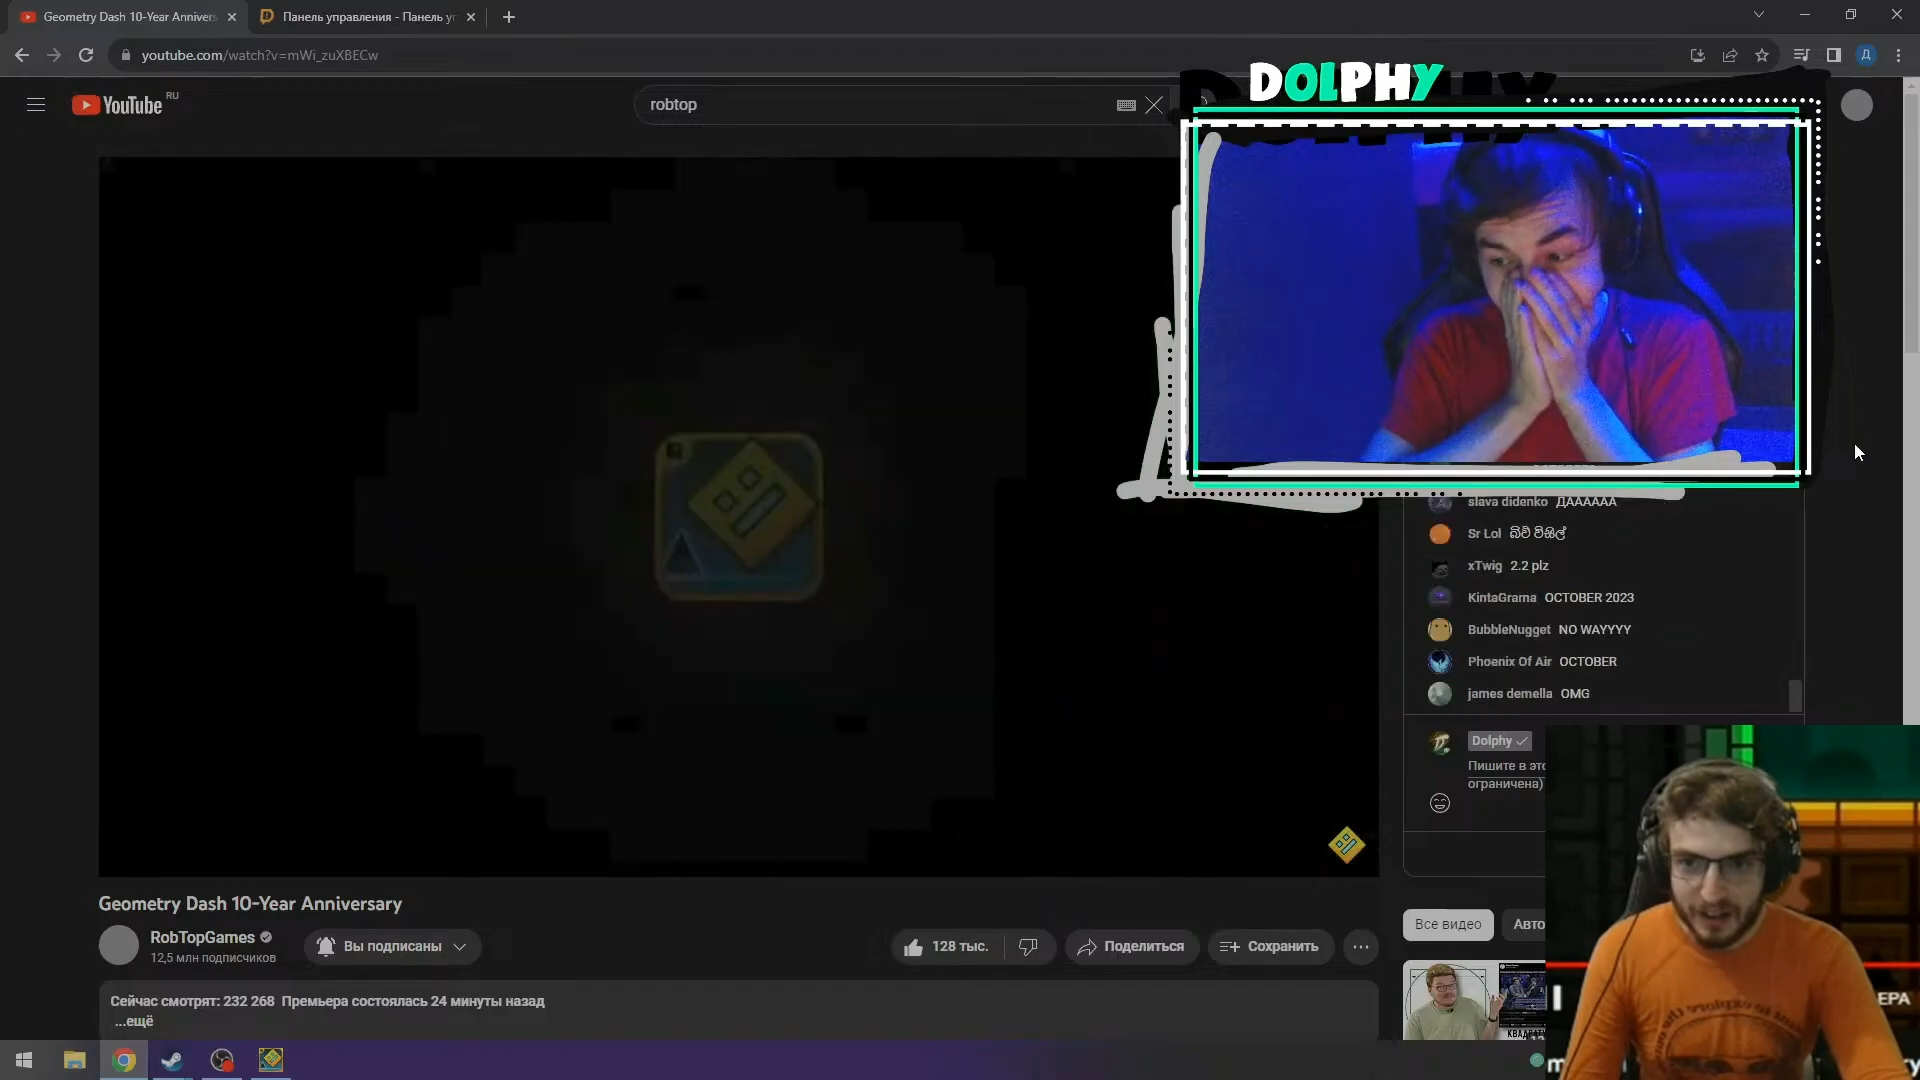 Geometry Dash 10-Year Annivers
Панель управления - Панель уп
youtube.com/watch?v=mWi_zuXBECw
YouTube RU
robtop
DOLPHY
slava didenko ДАААААА
Sr Lol
xTwig 2.2 plz
KintaGrama OCTOBER 2023
BubbleNugget NO WAYYYY
Phoenix Of Air OCTOBER
james demella OMG
Dolphy
Пишите в это
ограничена)
Geometry Dash 10-Year Anniversary
RobTopGames
12,5 млн подписчиков
Вы подписаны
128 тыс.
Поделиться
Сохранить
Все видео
Авто
Сейчас смотрят: 232 268 Премьера состоялась 24 минуты назад
...ещё
ЕРА